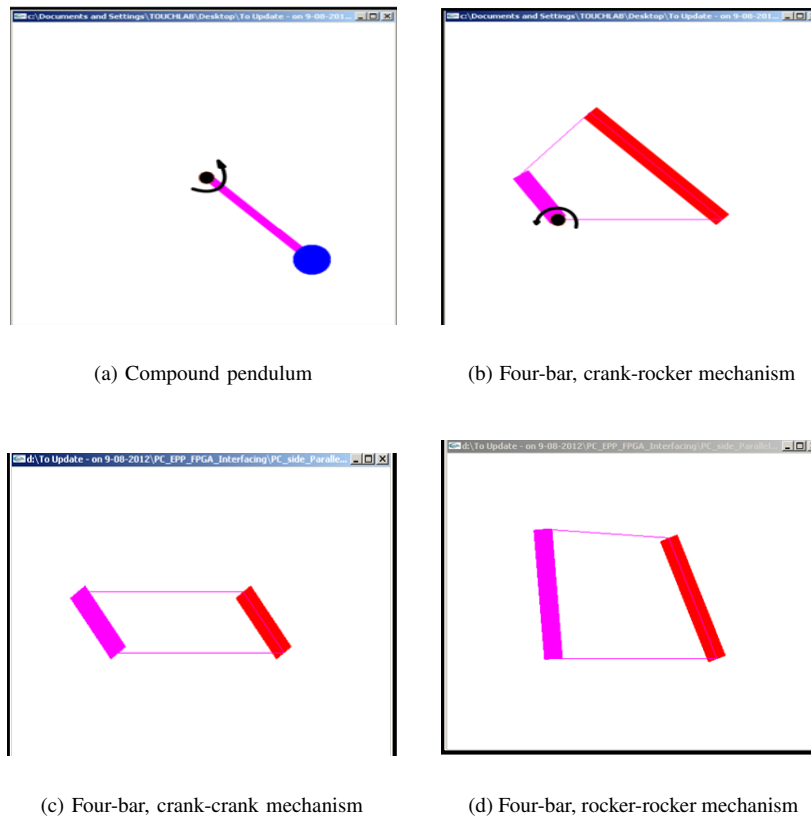 c:\Documents and Settings\TOUCHLAB\Desktop\To Update - on 9-08-201...
c:\Documents and Settings\TOUCHLAB\Desktop\To Update - on 9-08-201
(a) Compound pendulum
(b) Four-bar, crank-rocker mechanism
d:\To Update - on 9-08-2012\PC_EPP_FPGA_Interfacing\PC_side_Paralle...
d:\To Update - on 9-08-2012\PC_EPP_FPGA_Interfacing\PC_side_Parallel
(c) Four-bar, crank-crank mechanism
(d) Four-bar, rocker-rocker mechanism